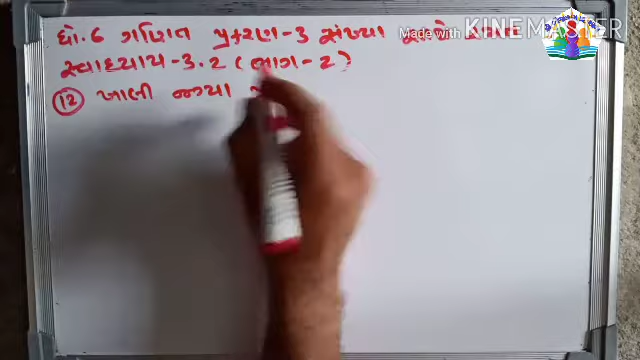 ધો. 6 ગણિત પ્રકરણ-3 સંખ્યા સાથે
Made with KINEMASTER
સ્વાધ્યાય-3.2 (ભાગ-2)
(12) ખાલી જગ્યા